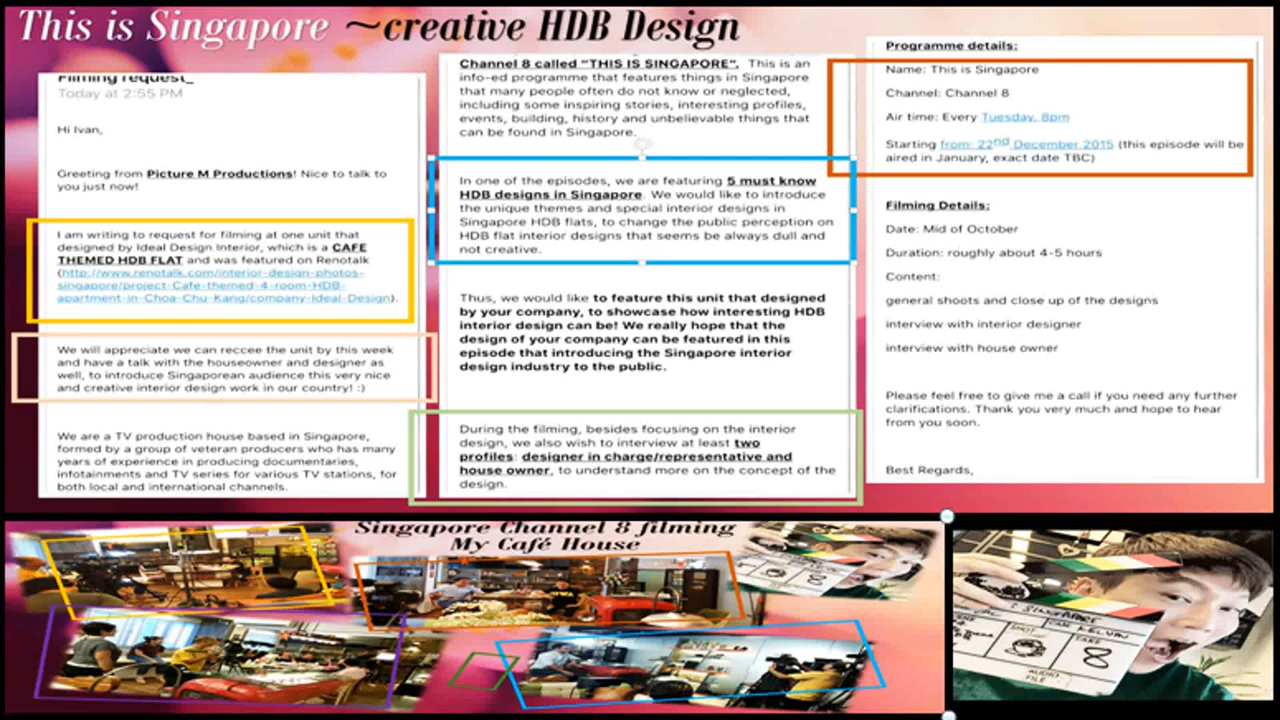 This is Singapore ~creative HDB Design
Filming request_
Today at 2:55 PM
Hi Ivan,
Greeting from Picture M Productions! Nice to talk to
you just now!
I am writing to request for filming at one unit that
designed by Ideal Design Interior, which is a CAFE
THEMED HDB FLAT and was featured on Renotalk
(http://www.renotalk.com/interior-design-photos-
singapore/project-Cafe-themed-4-room-HDB-
apartment-in-Choa-Chu-Kang/company-Ideal-Design).
We will appreciate we can reccee the unit by this week
and have a talk with the houseowner and designer as
well, to introduce Singaporean audience this very nice
and creative interior design work in our country! :)
We are a TV production house based in Singapore,
formed by a group of veteran producers who has many
years of experience in producing documentaries,
infotainments and TV series for various TV stations, for
both local and international channels.
Channel 8 called "THIS IS SINGAPORE". This is an
info-ed programme that features things in Singapore
that many people often do not know or neglected,
including some inspiring stories, interesting profiles,
events, building, history and unbelievable things that
can be found in Singapore.
In one of the episodes, we are featuring 5 must know
HDB designs in Singapore. We would like to introduce
the unique themes and special interior designs in
Singapore HDB flats, to change the public perception on
HDB flat interior designs that seems be always dull and
not creative.
Thus, we would like to feature this unit that designed
by your company, to showcase how interesting HDB
interior design can be! We really hope that the
design of your company can be featured in this
episode that introducing the Singapore interior
design industry to the public.
During the filming, besides focusing on the interior
design, we also wish to interview at least two
profiles: designer in charge/representative and
house owner, to understand more on the concept of the
design.
Programme details:
Name: This is Singapore
Channel: Channel 8
Air time: Every Tuesday, 8pm
Starting from: 22nd December 2015 (this episode will be
aired in January, exact date TBC)
Filming Details:
Date: Mid of October
Duration: roughly about 4-5 hours
Content:
general shoots and close up of the designs
interview with interior designer
interview with house owner
Please feel free to give me a call if you need any further
clarifications. Thank you very much and hope to hear
from you soon.
Best Regards,
Singapore Channel 8 filming
My Café House
SHOT
TAKE
AUDIO
FILE